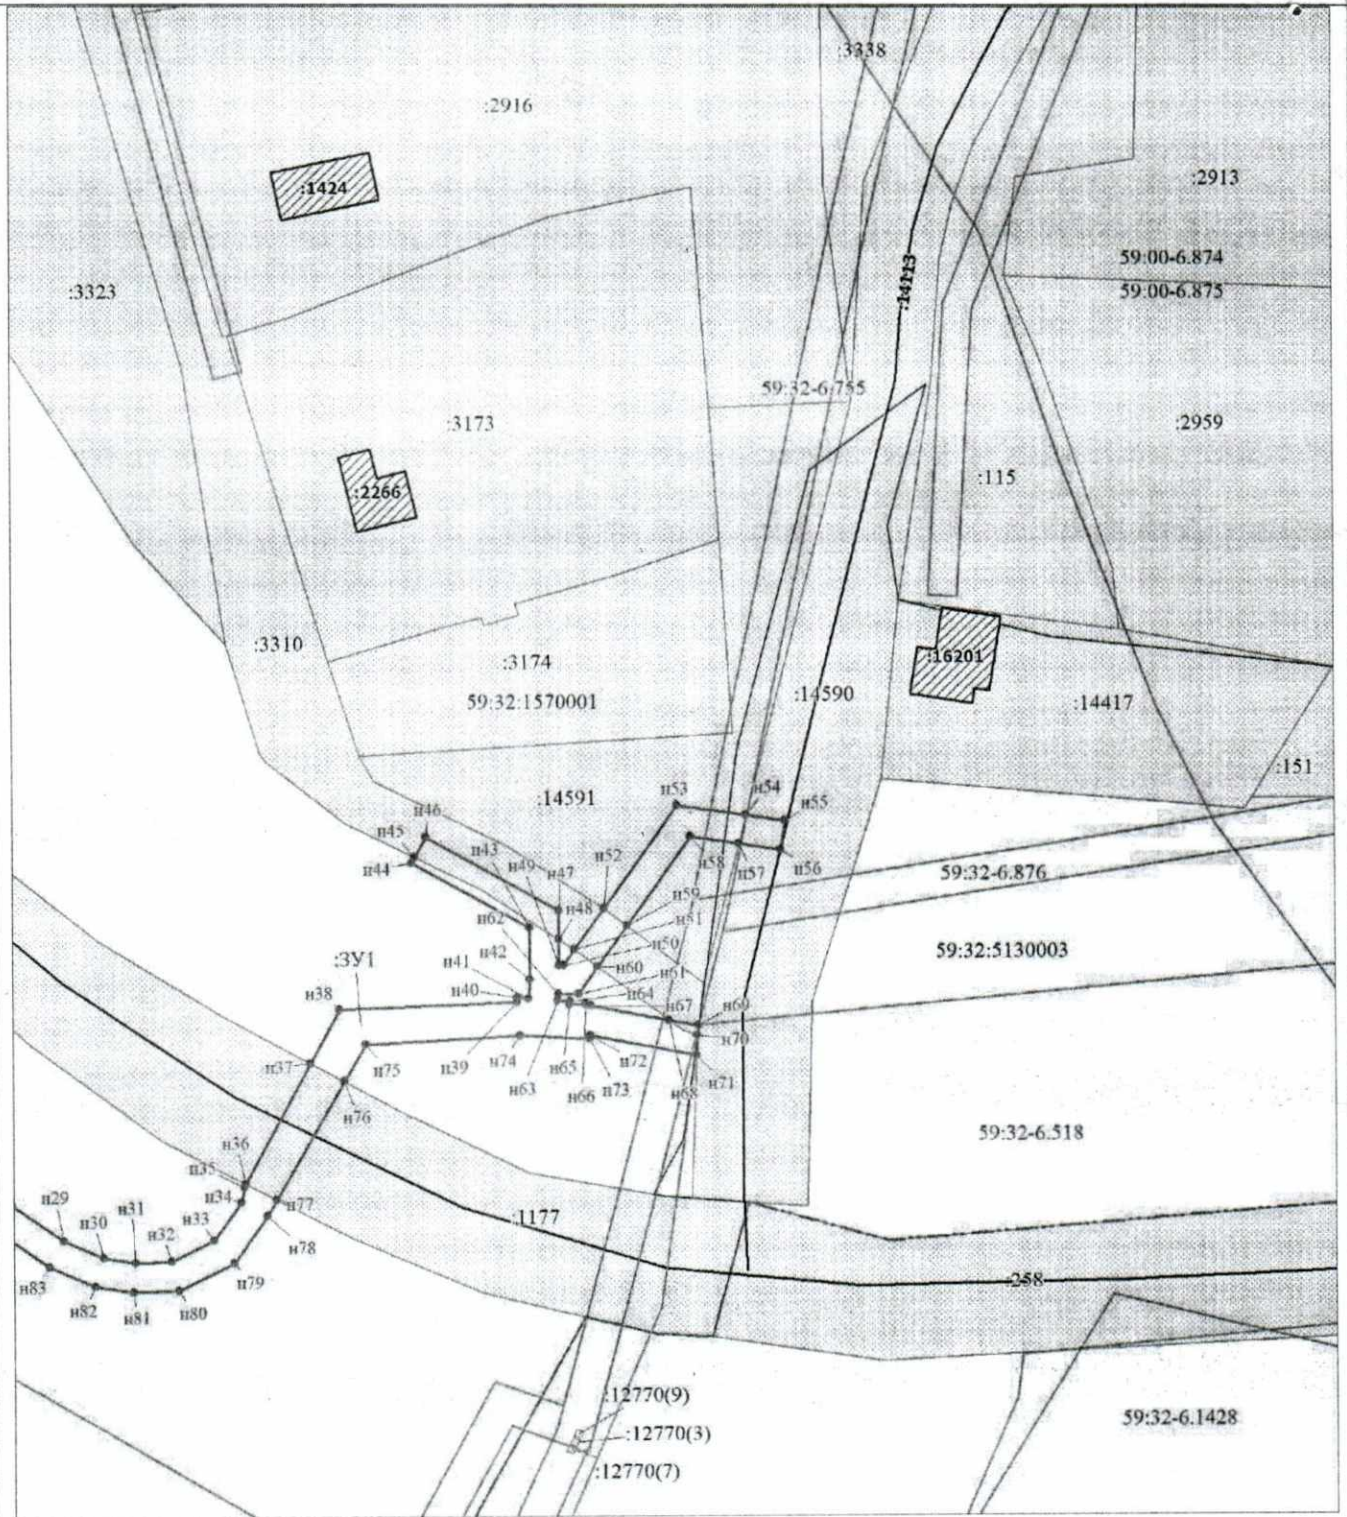 :3338
:2916
:1424
:2913
59:00-6.874
:14113
:3323
59:00-6.875
59:32-6.755
:3173
:2959
:115
:2266
:3310
:3174
:16201
59:32:1570001
:14590
:14417
:151
:14591
н53
н54
н55
н46
н45
н43
н49
н47
н52
н58
н57
н56
н44
59:32-6.876
н59
н62
н48
н51
59:32:5130003
н50
:ЗУ1
н42
н41
н60
н61
н38
н40
н64
н67
н69
н70
н37
н75
н39
н74
н72
н71
н63
н65
н66
н73
н68
н76
59:32-6.518
н36
н35
н34
н77
н29
н31
н33
:1177
н30
н32
н78
н83
н79
:258
н82
н81
н80
:12770(9)
59:32-6.1428
:12770(3)
:12770(7)